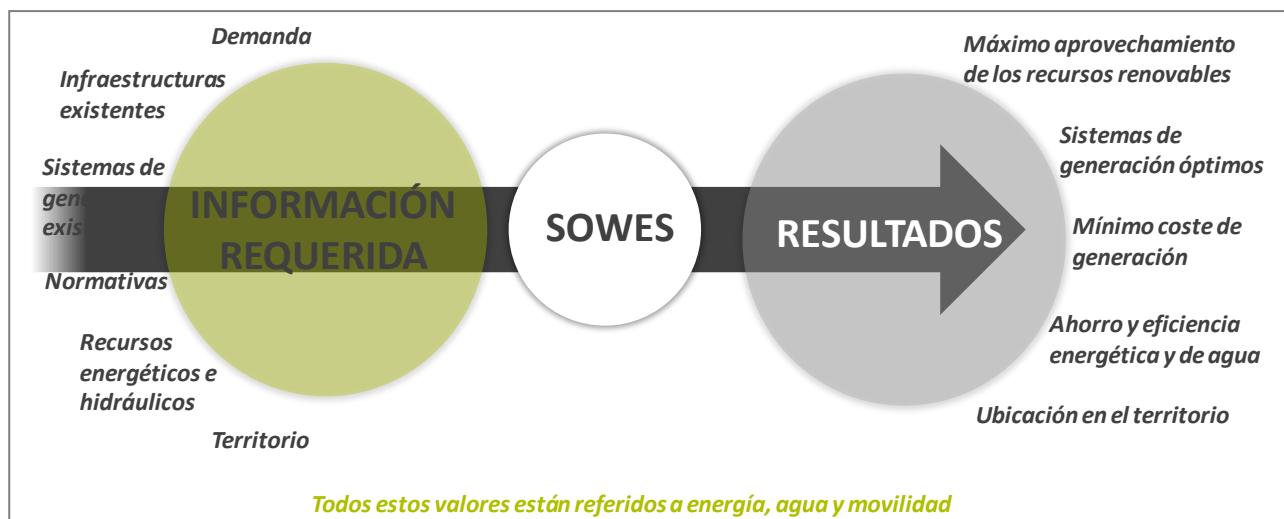 Demanda
Infraestructuras
existentes
Sistemas de
gene
exist
Normativas
Recursos
energéticos e
hidráulicos
Territorio
INFORMACIÓN
REQUERIDA
SOWES
RESULTADOS
Máximo aprovechamiento
de los recursos renovables
Sistemas de
generación óptimos
Mínimo coste de
generación
Ahorro y eficiencia
energética y de agua
Ubicación en el territorio
Todos estos valores están referidos a energía, agua y movilidad